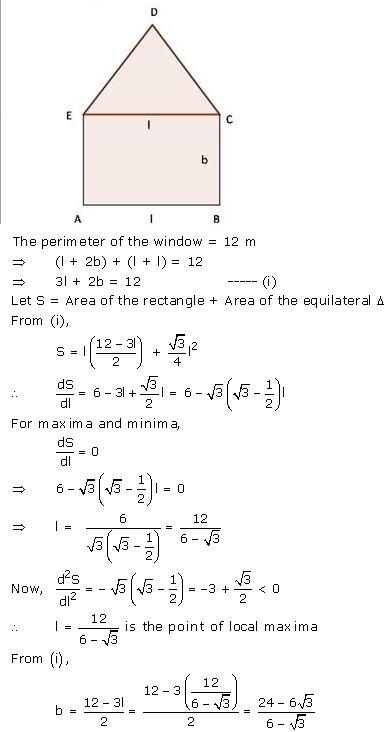 D
E
C
l
b
A
l
B
The perimeter of the window = 12 m
⇒ (l + 2b) + (l + l) = 12
⇒ 3l + 2b = 12 ----- (i)
Let S = Area of the rectangle + Area of the equilateral Δ
From (i),
S = l((12 – 3l)/2) + (√3/4)l²
∴ dS/dl = 6 – 3l + (√3/2)l = 6 – √3(√3 – 1/2)l
For maxima and minima,
dS/dl = 0
⇒ 6 – √3(√3 – 1/2)l = 0
⇒ l = 6/(√3(√3 – 1/2)) = 12/(6 – √3)
Now, d²S/dl² = – √3(√3 – 1/2) = –3 + √3/2 < 0
∴ l = 12/(6 – √3) is the point of local maxima
From (i),
b = (12 – 3l)/2 = (12 – 3(12/(6 – √3)))/2 = (24 – 6√3)/(6 – √3)